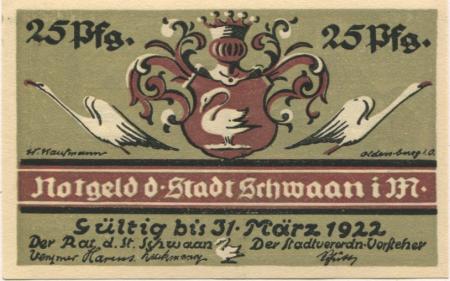 25 Pfg. 25 Pfg.
W. Kaufmann Oldenburg i. O.
Notgeld d. Stadt Schwaan i M.
Gültig bis 31. März 1922
Der Rat d. St. Schwaan Der Stadtverordn-Vorsteher